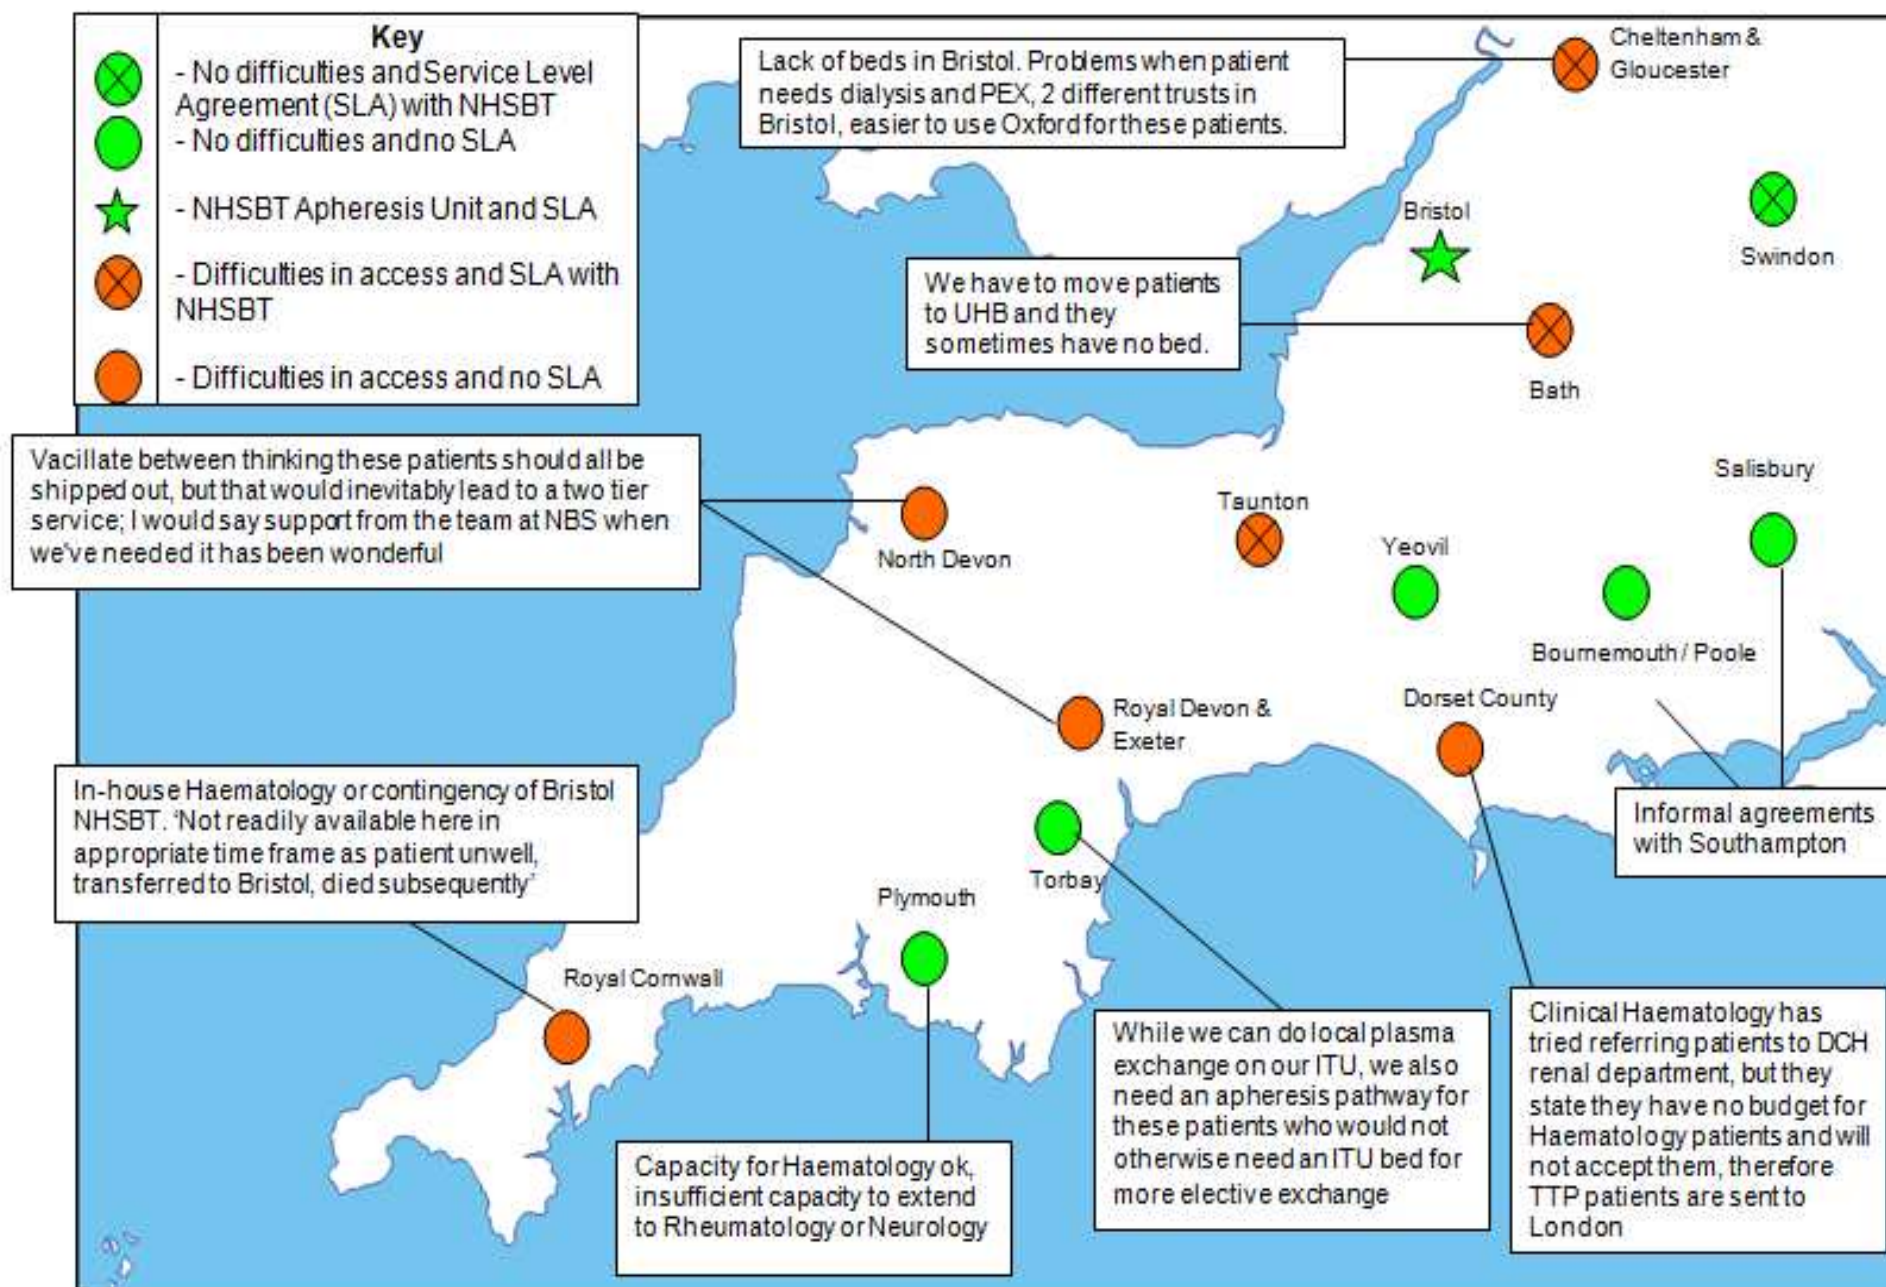 Key
- No difficulties and Service Level
Agreement (SLA) with NHSBT
- No difficulties and no SLA
- NHSBT Apheresis Unit and SLA
- Difficulties in access and SLA with
NHSBT
- Difficulties in access and no SLA
Lack of beds in Bristol. Problems when patient
needs dialysis and PEX, 2 different trusts in
Bristol, easier to use Oxford for these patients.
Cheltenham &
Gloucester
Bristol
Swindon
We have to move patients
to UHB and they
sometimes have no bed.
Bath
Vacillate between thinking these patients should all be
shipped out, but that would inevitably lead to a two tier
service; I would say support from the team at NBS when
we've needed it has been wonderful
North Devon
Taunton
Yeovil
Salisbury
Bournemouth / Poole
Royal Devon &
Exeter
Dorset County
In-house Haematology or contingency of Bristol
NHSBT. ‘Not readily available here in
appropriate time frame as patient unwell,
transferred to Bristol, died subsequently’
Informal agreements
with Southampton
Torbay
Plymouth
Royal Cornwall
While we can do local plasma
exchange on our ITU, we also
need an apheresis pathway for
these patients who would not
otherwise need an ITU bed for
more elective exchange
Clinical Haematology has
tried referring patients to DCH
renal department, but they
state they have no budget for
Haematology patients and will
not accept them, therefore
TTP patients are sent to
London
Capacity for Haematology ok,
insufficient capacity to extend
to Rheumatology or Neurology